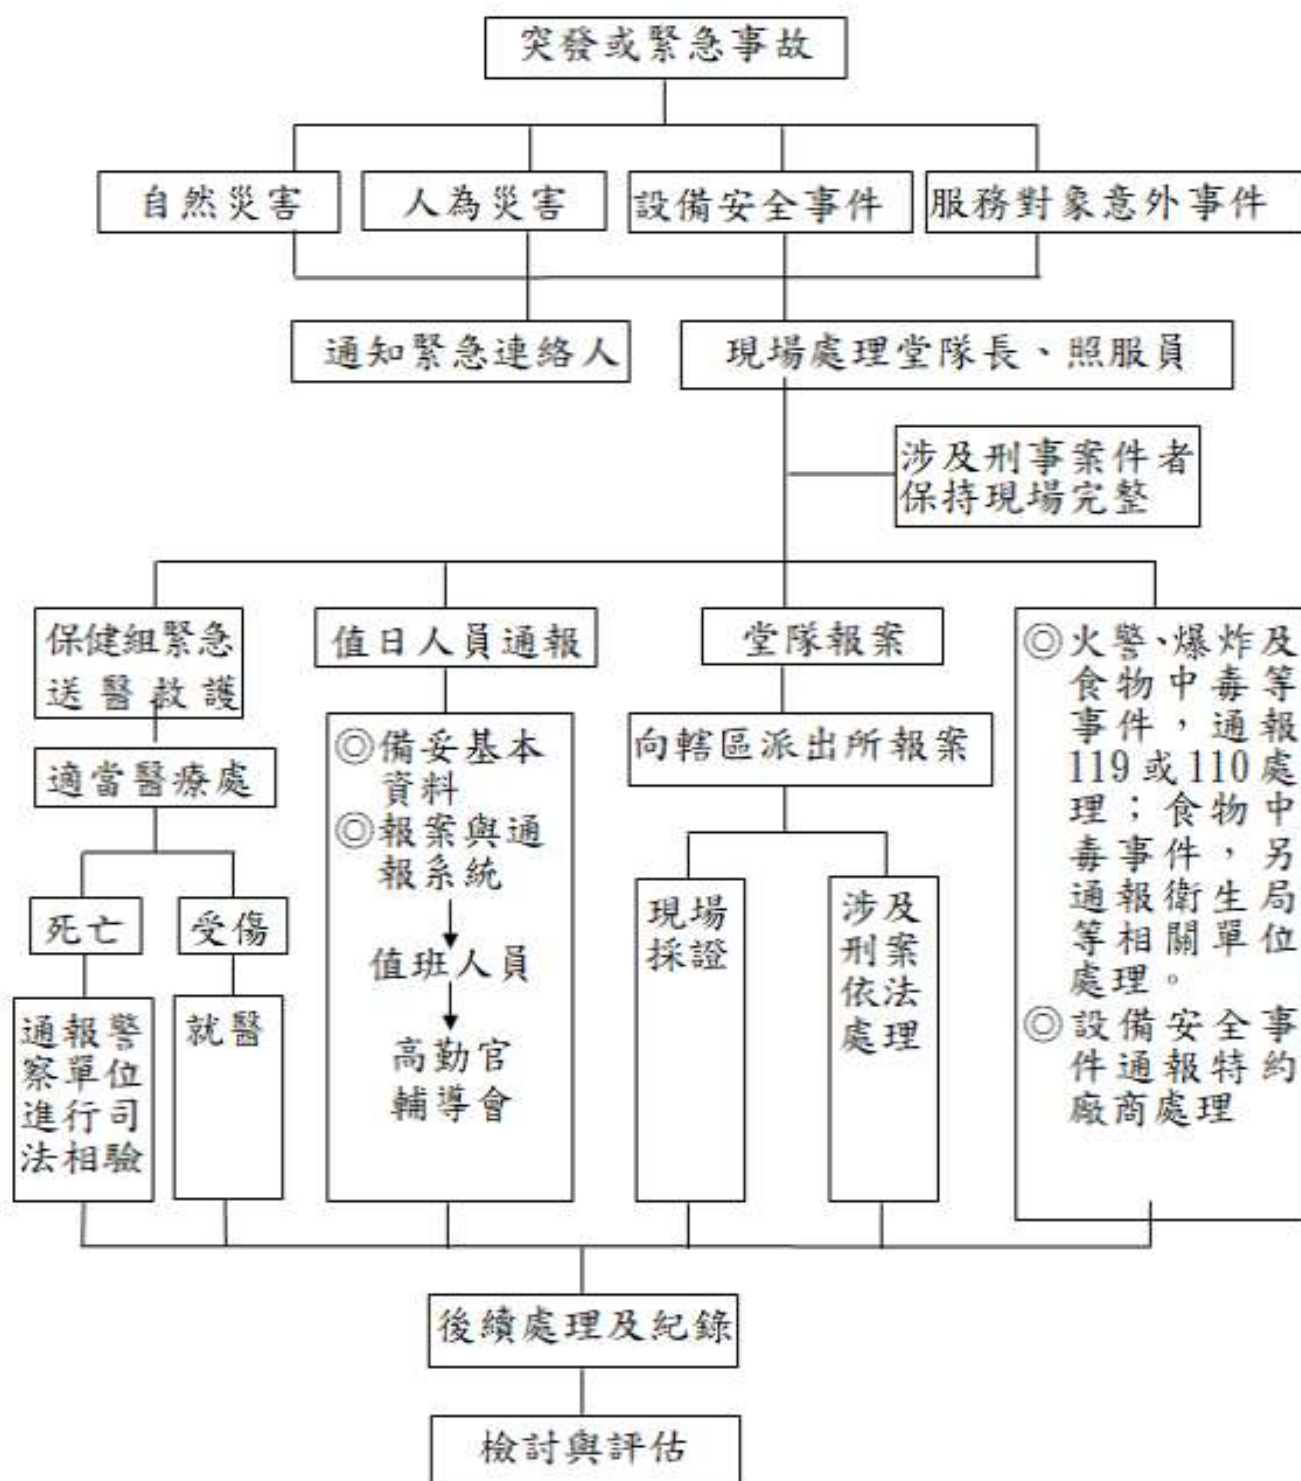 突發或緊急事故
自然災害
人為災害
設備安全事件
服務對象意外事件
通知緊急連絡人
現場處理堂隊長、照服員
涉及刑事案件者
保持現場完整
保健組緊急
送醫救護
適當醫療處
死亡
受傷
通報警
察單位
進行司
法相驗
就醫
值日人員通報
◎備妥基本
資料
◎報案與通
報系統
值班人員
高勤官
輔導會
堂隊報案
向轄區派出所報案
現場
採證
涉及
刑案
依法
處理
◎火警、爆炸及
食物中毒等
事件，通報
119或110處
理；食物中
毒事件，另
通報衛生局
等相關單位
處理。
◎設備安全事
件通報特約
廠商處理
後續處理及紀錄
檢討與評估